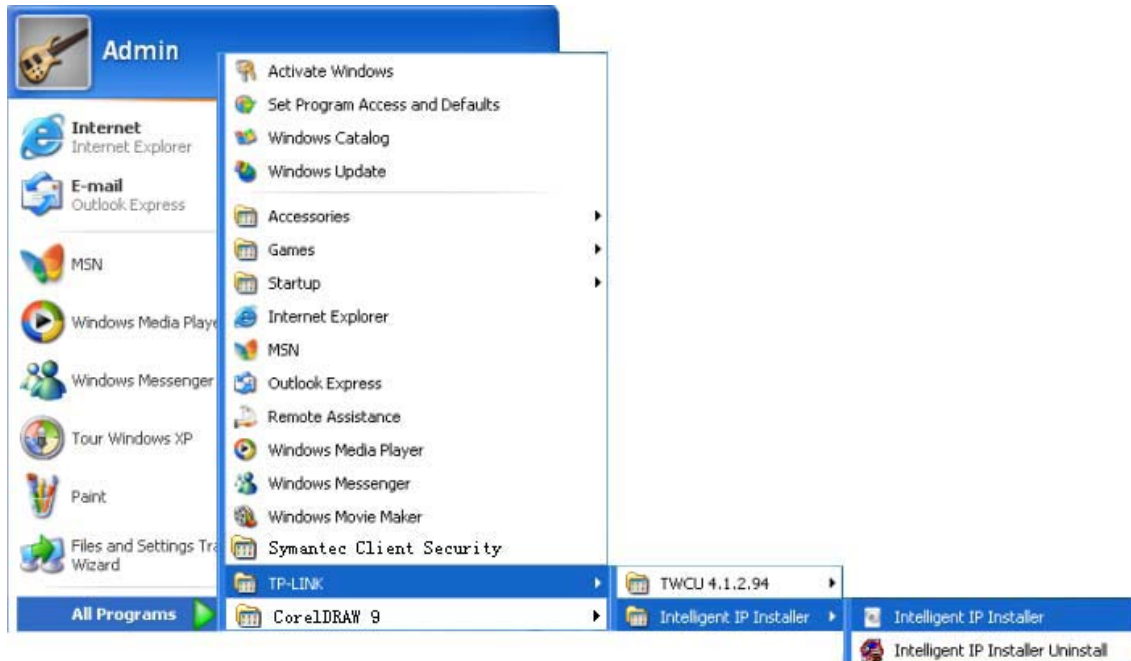 Admin
Internet
Internet Explorer
E-mail
Outlook Express
MSN
Windows Media Playe
Windows Messenger
Tour Windows XP
Paint
Files and Settings Tra
Wizard
All Programs
Activate Windows
Set Program Access and Defaults
Windows Catalog
Windows Update
Accessories
Games
Startup
Internet Explorer
MSN
Outlook Express
Remote Assistance
Windows Media Player
Windows Messenger
Windows Movie Maker
Symantec Client Security
TP-LINK
CorelDRAW 9
TWCU 4.1.2.94
Intelligent IP Installer
Intelligent IP Installer
Intelligent IP Installer Uninstall